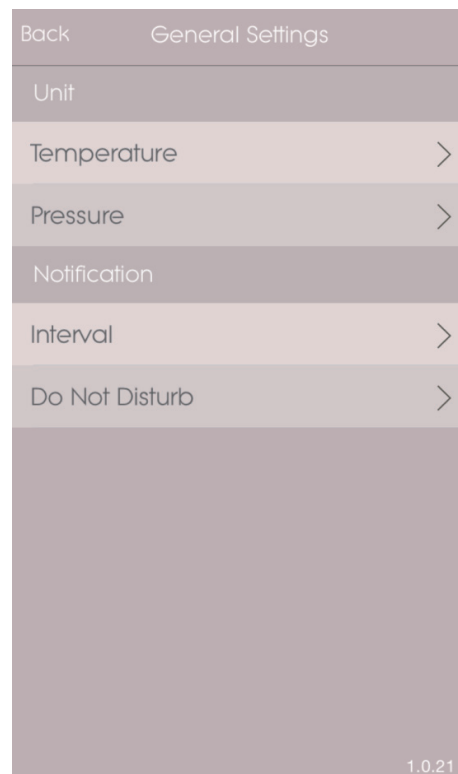 Back
General Settings
Unit
Temperature
Pressure
Notification
Interval
Do Not Disturb
1.0.21